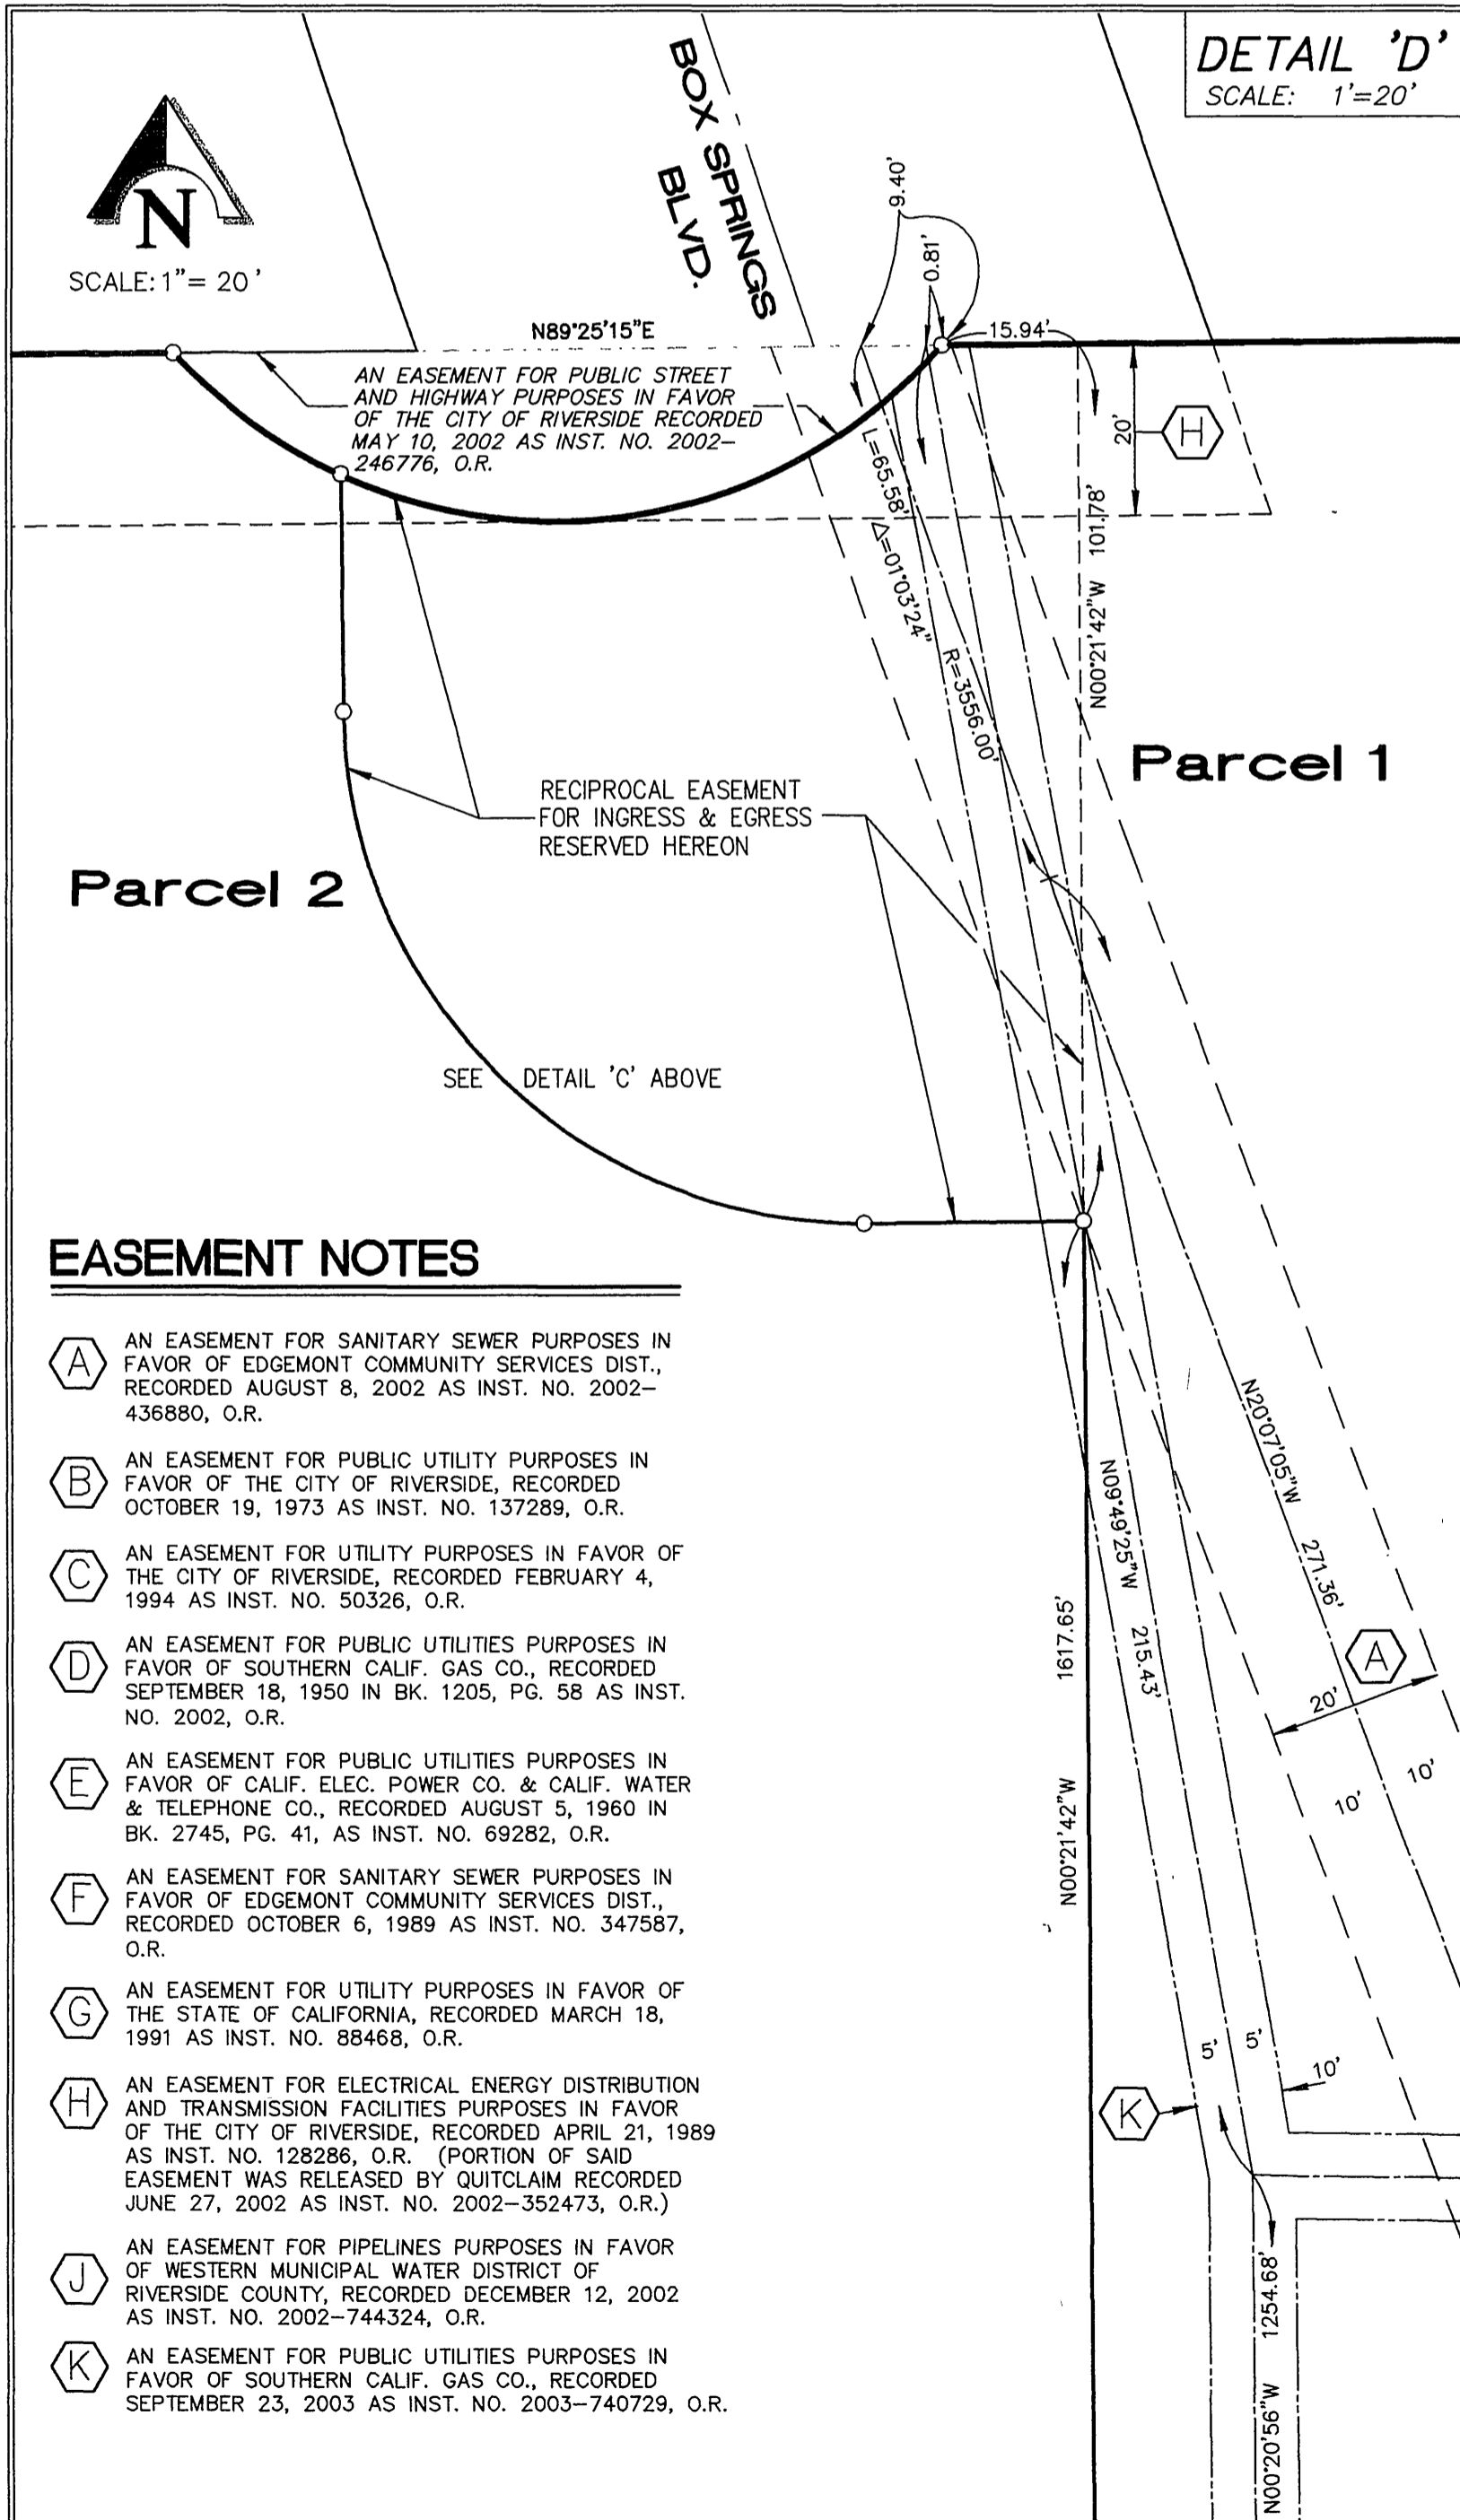 DETAIL 'D'
SCALE: 1'=20'
N
SCALE: 1"= 20'
BOX SPRINGS
BLVD.
9.40'
0.81'
15.94'
N89°25'15"E
AN EASEMENT FOR PUBLIC STREET
AND HIGHWAY PURPOSES IN FAVOR
OF THE CITY OF RIVERSIDE RECORDED
MAY 10, 2002 AS INST. NO. 2002-
246776, O.R.
20'
H
L=65.58' Δ=01°03'24" R=3556.00'
N00°21'42"W 101.78'
Parcel 1
RECIPROCAL EASEMENT
FOR INGRESS & EGRESS
RESERVED HEREON
Parcel 2
SEE DETAIL 'C' ABOVE
EASEMENT NOTES
A
AN EASEMENT FOR SANITARY SEWER PURPOSES IN
FAVOR OF EDGEMONT COMMUNITY SERVICES DIST.,
RECORDED AUGUST 8, 2002 AS INST. NO. 2002-
436880, O.R.
B
AN EASEMENT FOR PUBLIC UTILITY PURPOSES IN
FAVOR OF THE CITY OF RIVERSIDE, RECORDED
OCTOBER 19, 1973 AS INST. NO. 137289, O.R.
C
AN EASEMENT FOR UTILITY PURPOSES IN FAVOR OF
THE CITY OF RIVERSIDE, RECORDED FEBRUARY 4,
1994 AS INST. NO. 50326, O.R.
D
AN EASEMENT FOR PUBLIC UTILITIES PURPOSES IN
FAVOR OF SOUTHERN CALIF. GAS CO., RECORDED
SEPTEMBER 18, 1950 IN BK. 1205, PG. 58 AS INST.
NO. 2002, O.R.
E
AN EASEMENT FOR PUBLIC UTILITIES PURPOSES IN
FAVOR OF CALIF. ELEC. POWER CO. & CALIF. WATER
& TELEPHONE CO., RECORDED AUGUST 5, 1960 IN
BK. 2745, PG. 41, AS INST. NO. 69282, O.R.
F
AN EASEMENT FOR SANITARY SEWER PURPOSES IN
FAVOR OF EDGEMONT COMMUNITY SERVICES DIST.,
RECORDED OCTOBER 6, 1989 AS INST. NO. 347587,
O.R.
G
AN EASEMENT FOR UTILITY PURPOSES IN FAVOR OF
THE STATE OF CALIFORNIA, RECORDED MARCH 18,
1991 AS INST. NO. 88468, O.R.
H
AN EASEMENT FOR ELECTRICAL ENERGY DISTRIBUTION
AND TRANSMISSION FACILITIES PURPOSES IN FAVOR
OF THE CITY OF RIVERSIDE, RECORDED APRIL 21, 1989
AS INST. NO. 128286, O.R. (PORTION OF SAID
EASEMENT WAS RELEASED BY QUITCLAIM RECORDED
JUNE 27, 2002 AS INST. NO. 2002-352473, O.R.)
J
AN EASEMENT FOR PIPELINES PURPOSES IN FAVOR
OF WESTERN MUNICIPAL WATER DISTRICT OF
RIVERSIDE COUNTY, RECORDED DECEMBER 12, 2002
AS INST. NO. 2002-744324, O.R.
K
AN EASEMENT FOR PUBLIC UTILITIES PURPOSES IN
FAVOR OF SOUTHERN CALIF. GAS CO., RECORDED
SEPTEMBER 23, 2003 AS INST. NO. 2003-740729, O.R.
N20°07'05"W 271.36'
N09°49'25"W 215.43'
N00°21'42"W 1617.65'
A
20'
10'
10'
5'
5'
10'
K
N00°20'56"W 1254.68'